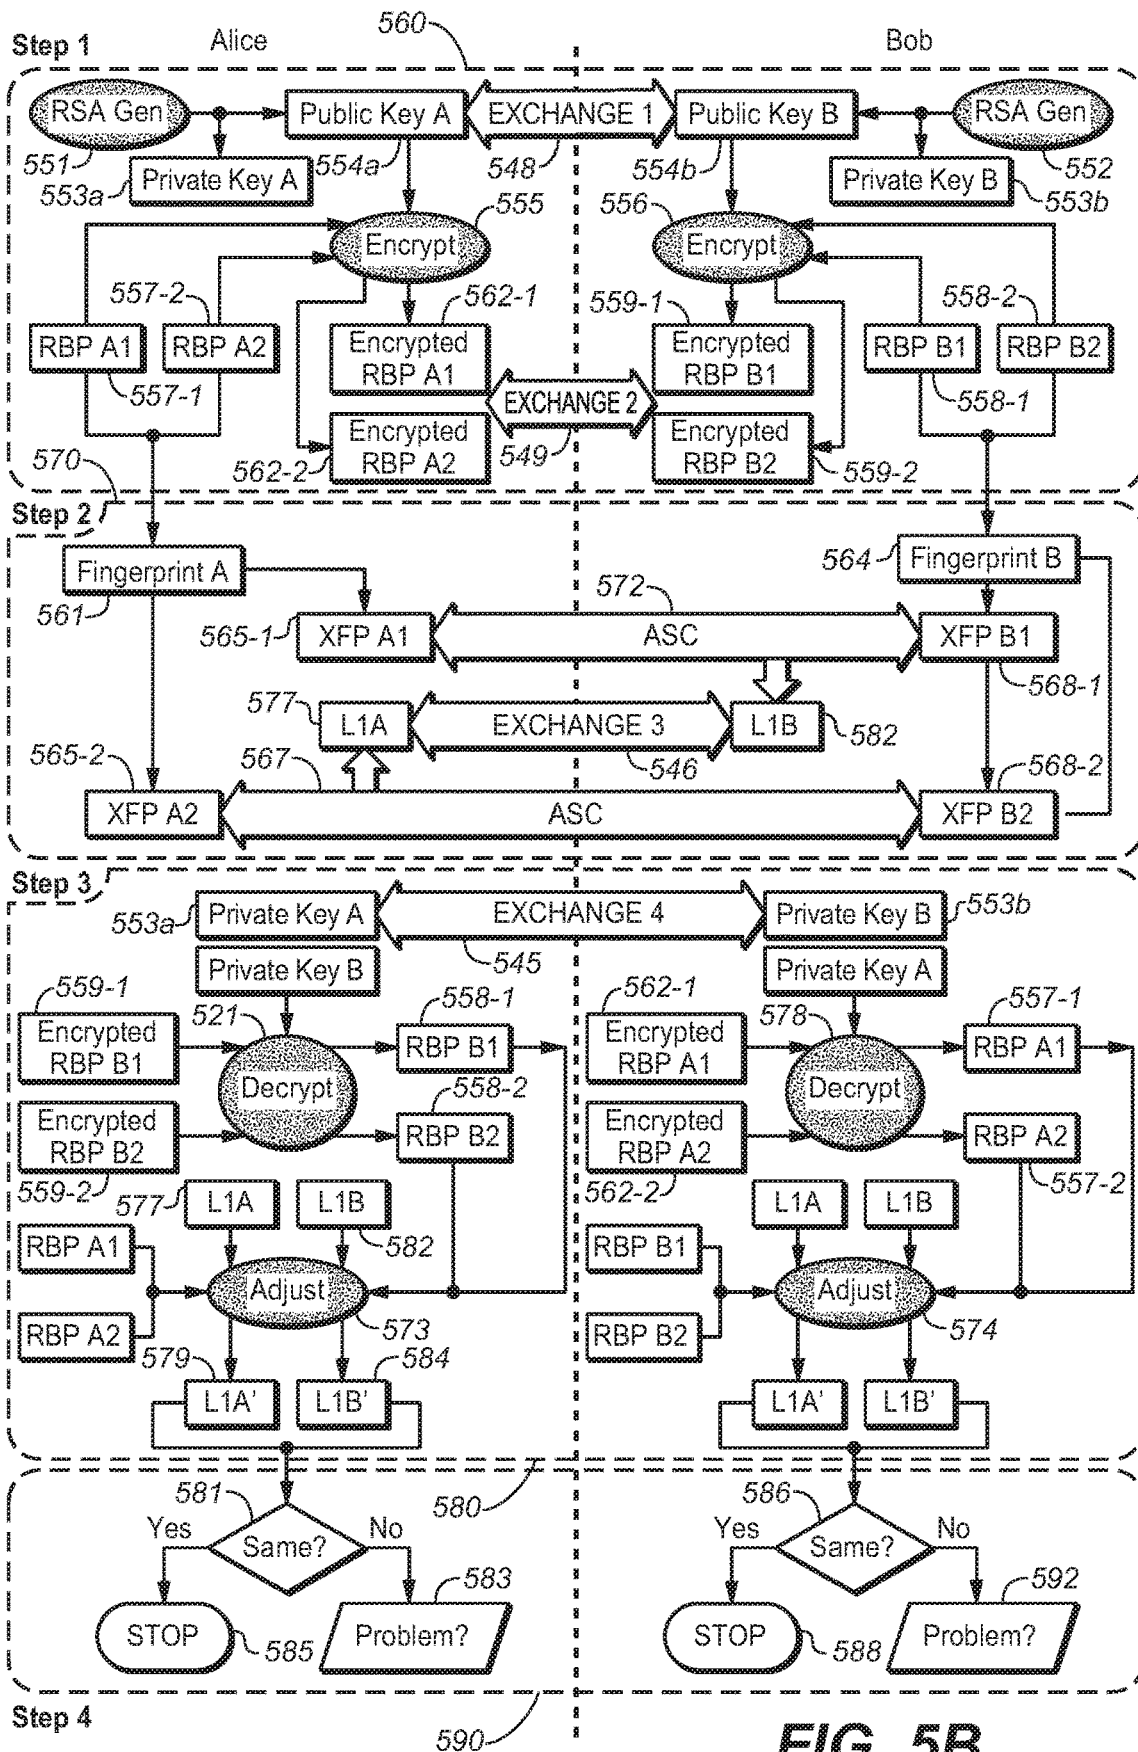 Step 1
Alice
560
Bob
RSA Gen
Public Key A
EXCHANGE 1
Public Key B
RSA Gen
551
553a
Private Key A
554a
548
554b
Private Key B
552
553b
555
556
Encrypt
Encrypt
557-2
562-1
559-1
558-2
RBP A1
RBP A2
Encrypted
RBP A1
Encrypted
RBP B1
RBP B1
RBP B2
557-1
558-1
EXCHANGE 2
Encrypted
RBP A2
Encrypted
RBP B2
570
562-2
549
559-2
Step 2
Fingerprint A
564
Fingerprint B
561
572
565-1
XFP A1
ASC
XFP B1
577
568-1
L1A
EXCHANGE 3
L1B
582
565-2
567
546
568-2
XFP A2
ASC
XFP B2
Step 3
553a
Private Key A
EXCHANGE 4
Private Key B
553b
Private Key B
545
Private Key A
559-1
521
558-1
562-1
578
557-1
Encrypted
RBP B1
RBP B1
Encrypted
RBP A1
RBP A1
Decrypt
Decrypt
558-2
Encrypted
RBP B2
RBP B2
Encrypted
RBP A2
RBP A2
559-2
577
562-2
557-2
L1A
L1B
L1A
L1B
RBP A1
582
RBP B1
Adjust
Adjust
RBP A2
573
RBP B2
574
579
584
L1A'
L1B'
L1A'
L1B'
581
580
586
Yes
Same?
No
Yes
Same?
No
583
592
STOP
585
Problem?
STOP
588
Problem?
Step 4
590
FIG. 5B